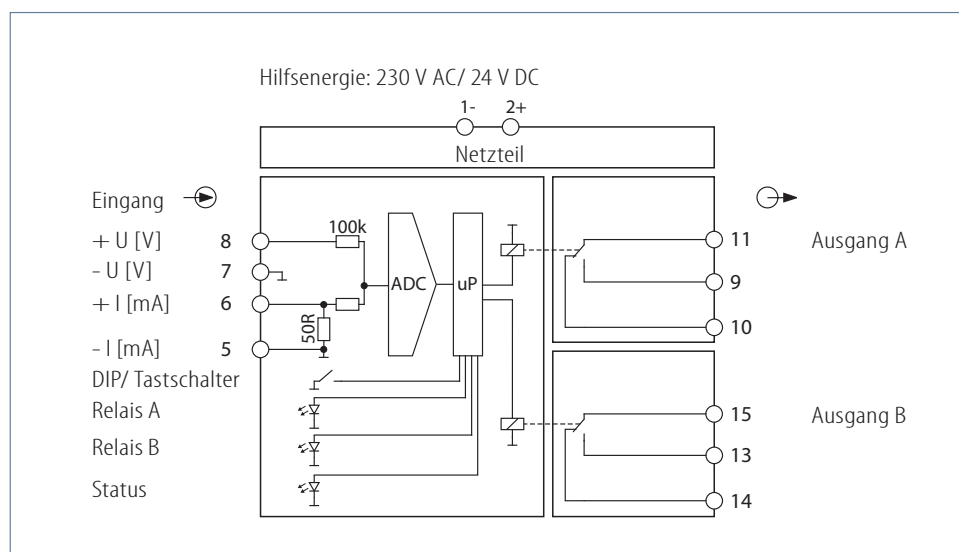 Hilfsenergie: 230 V AC/ 24 V DC
1- 2+
Netzteil
Eingang
+ U [V] 8
100k
- U [V] 7
+ I [mA] 6
50R
- I [mA] 5
ADC
uP
DIP/ Tastschalter
Relais A
Relais B
Status
11 Ausgang A
9
10
15 Ausgang B
13
14